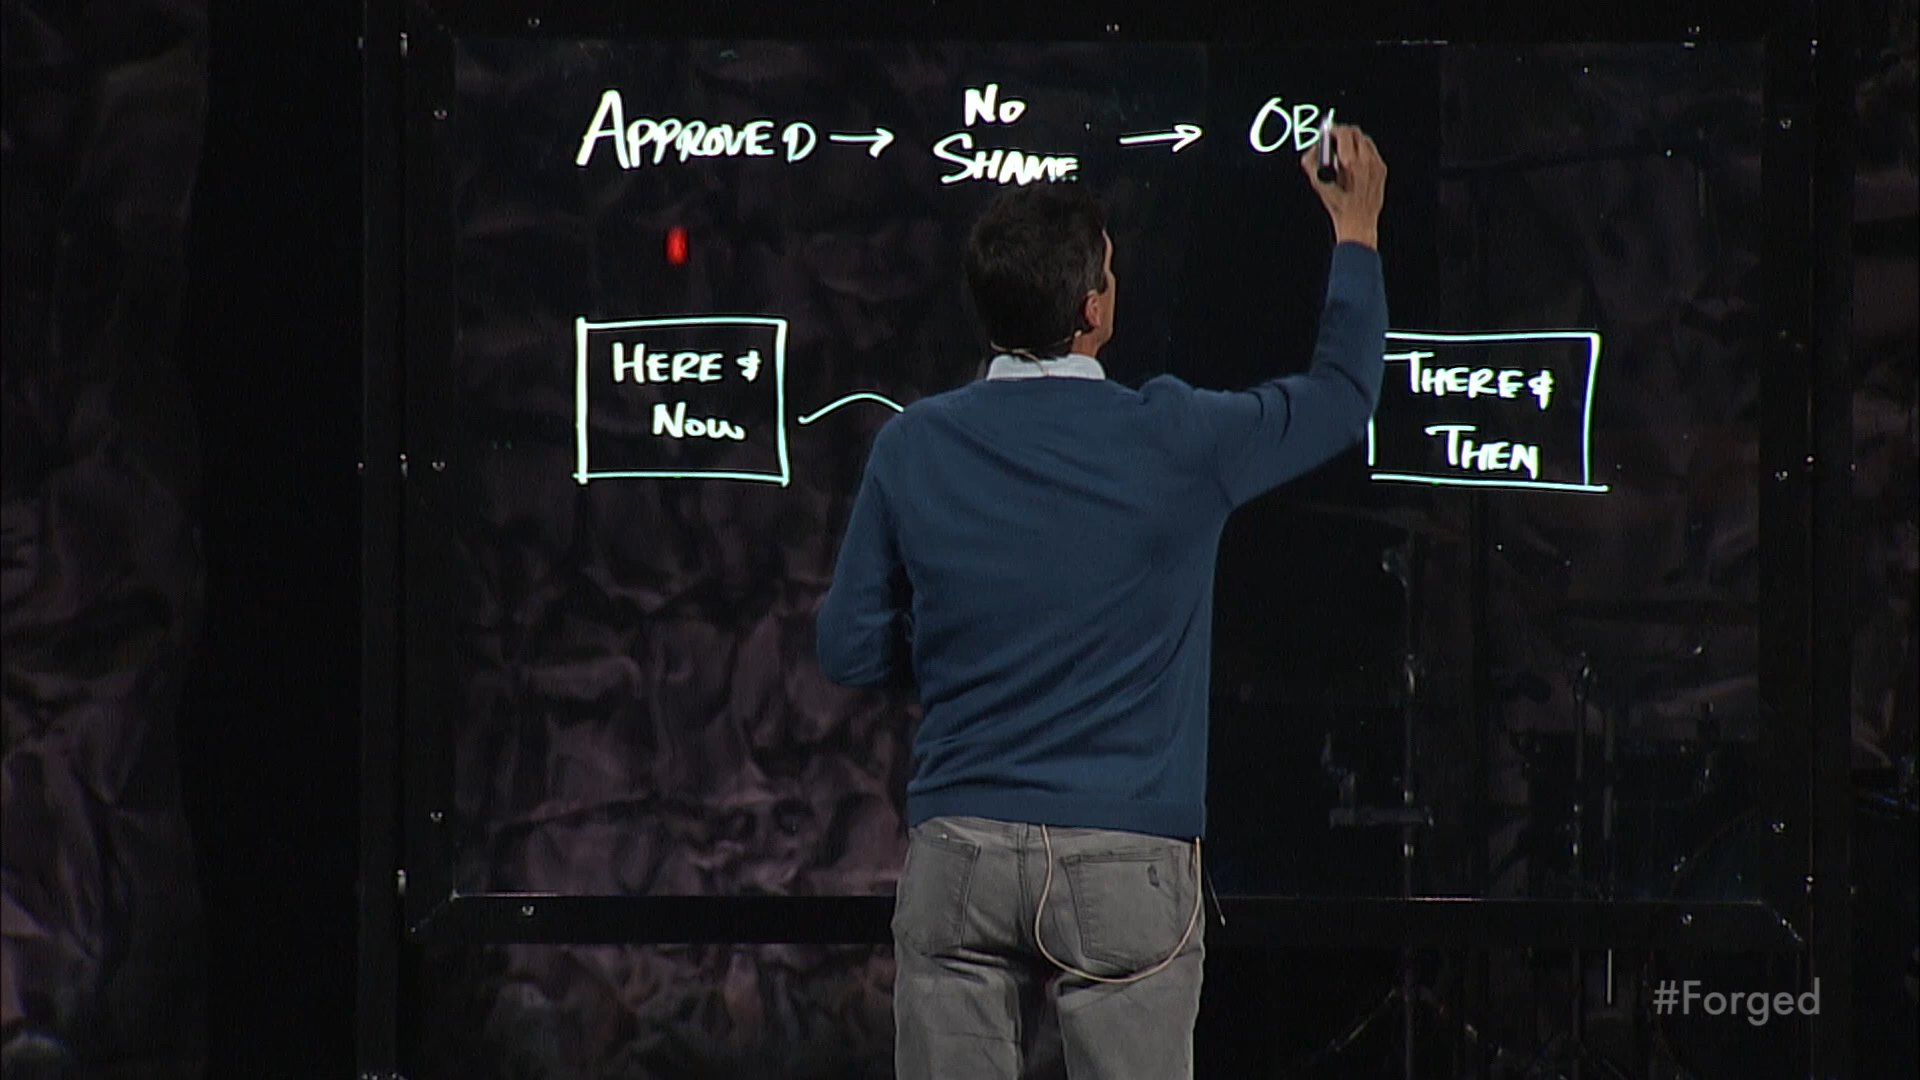 APPROVED → NO SHAME → OB
HERE & NOW
THERE & THEN
#Forged